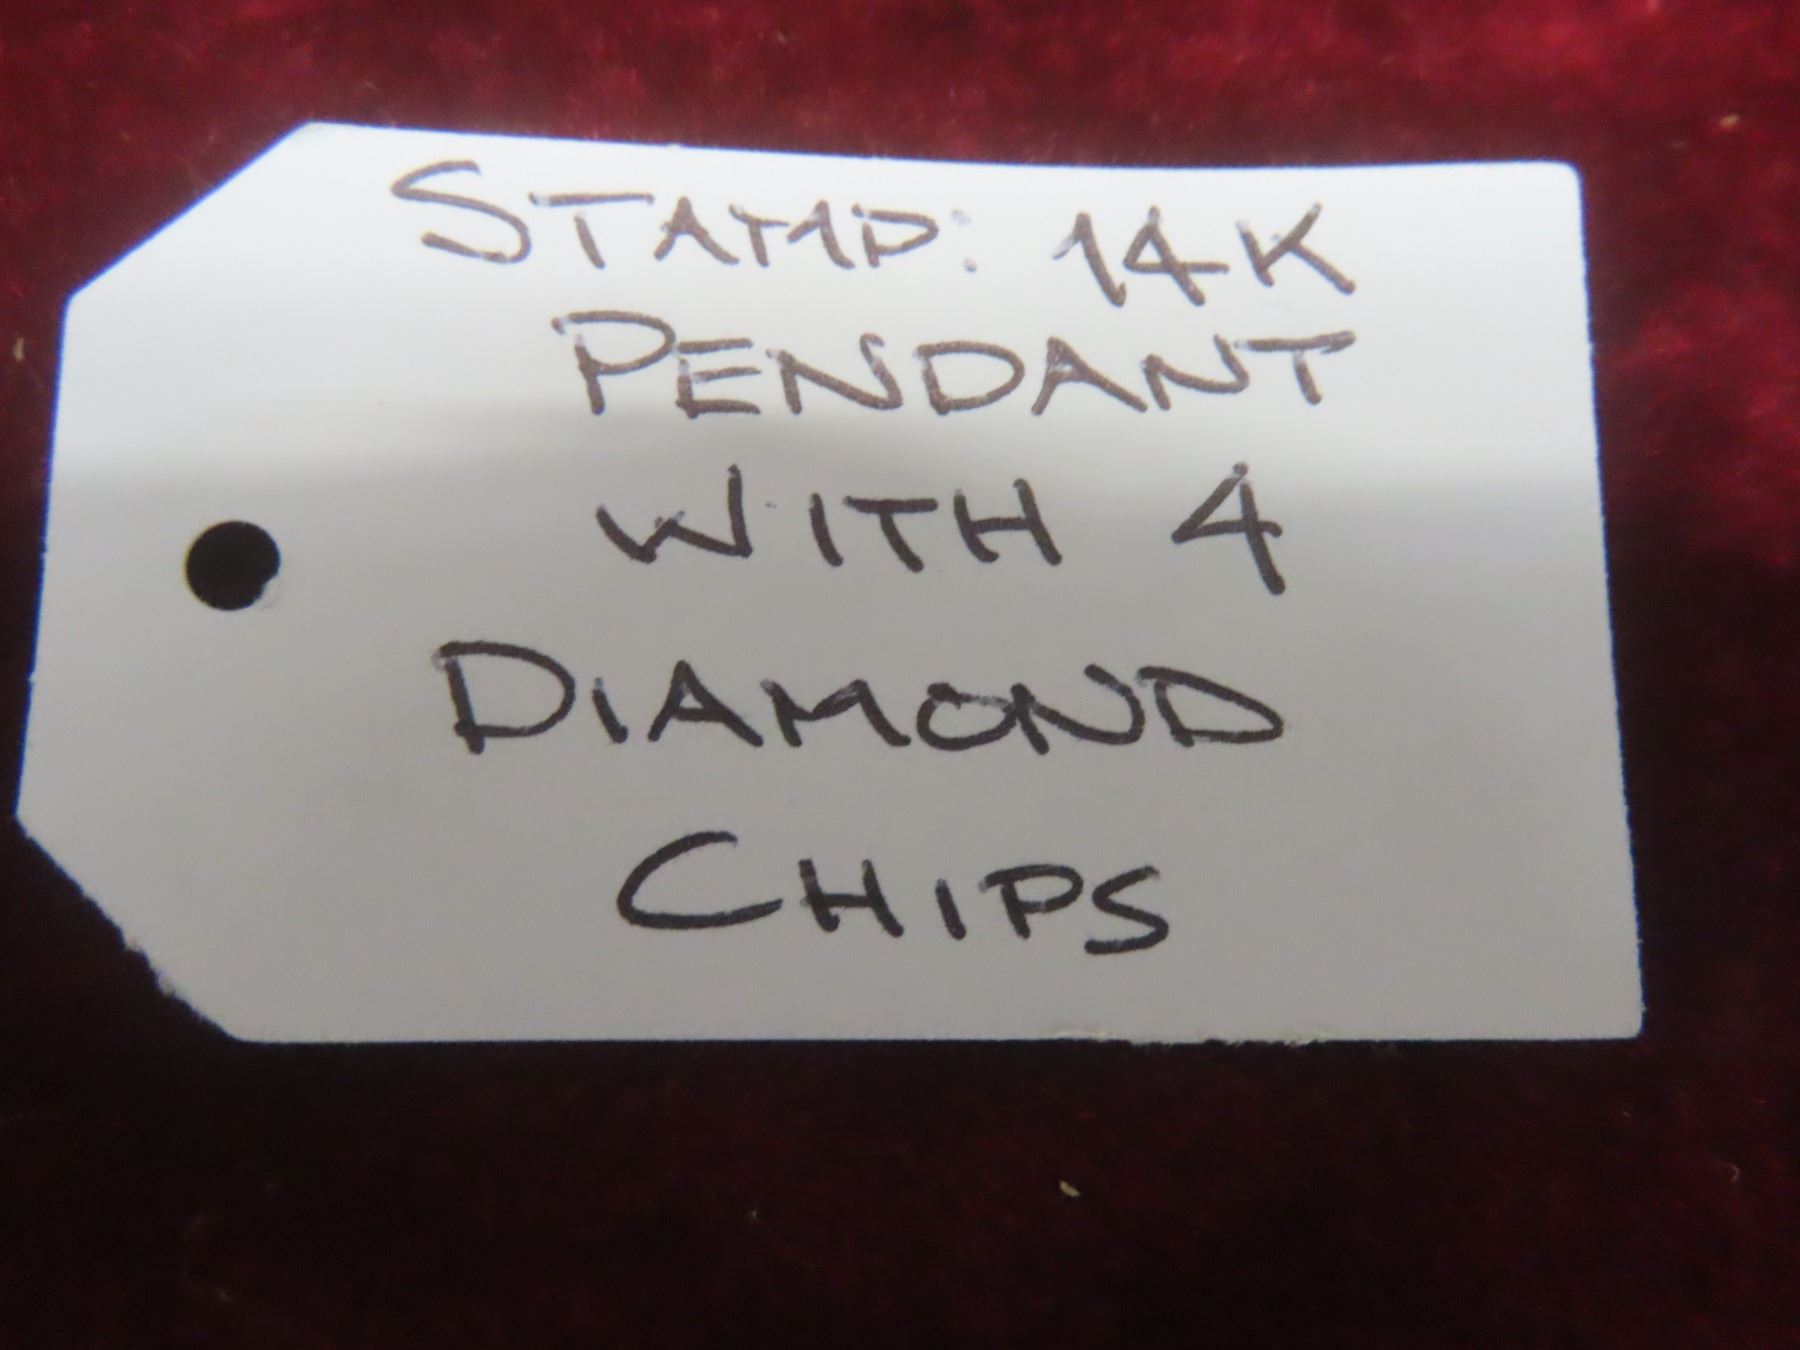 STAMP: 14K
PENDANT
WITH 4
DIAMOND
CHIPS